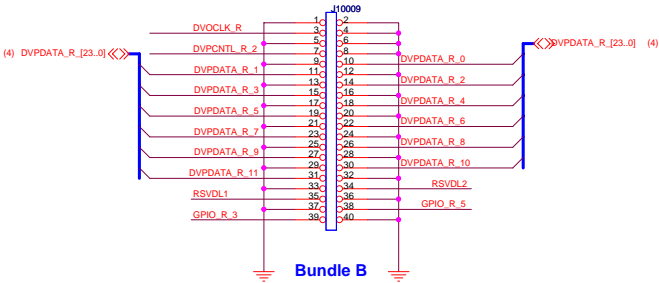 J10009
1 2
DVOCLK_R 3 4
5 6
DVPCNTL_R_2 7 8
(4) DVPDATA_R_[23..0] DVPDATA_R_[23..0] (4)
9 10 DVPDATA_R_0
DVPDATA_R_1 11 12
13 14 DVPDATA_R_2
DVPDATA_R_3 15 16
17 18 DVPDATA_R_4
DVPDATA_R_5 19 20
21 22 DVPDATA_R_6
DVPDATA_R_7 23 24
25 26 DVPDATA_R_8
DVPDATA_R_9 27 28
29 30 DVPDATA_R_10
DVPDATA_R_11 31 32
33 34 RSVDL2
RSVDL1 35 36
37 38 GPIO_R_5
GPIO_R_3 39 40
Bundle B